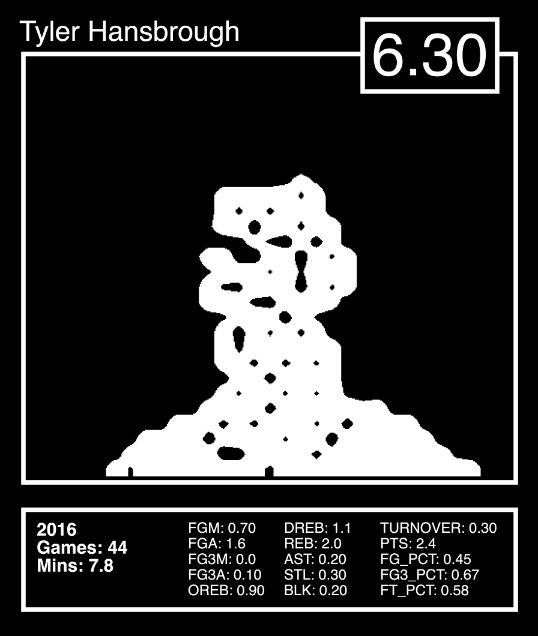 Tyler Hansbrough
6.30
2016
Games: 44
Mins: 7.8
FGM: 0.70
FGA: 1.6
FG3M: 0.0
FG3A: 0.10
OREB: 0.90
DREB: 1.1
REB: 2.0
AST: 0.20
STL: 0.30
BLK: 0.20
TURNOVER: 0.30
PTS: 2.4
FG_PCT: 0.45
FG3_PCT: 0.67
FT_PCT: 0.58